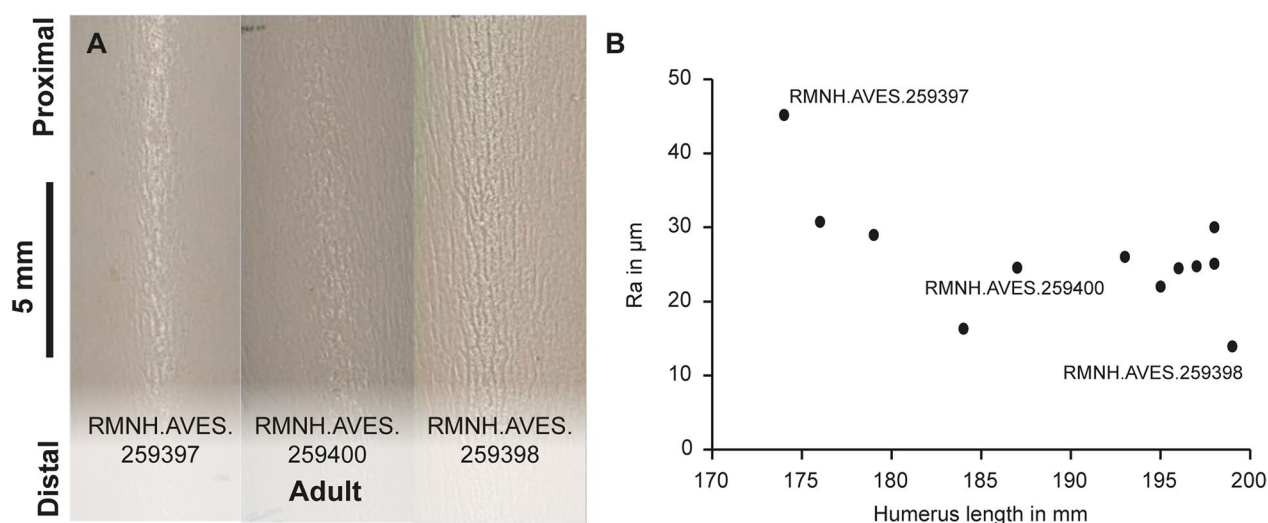 A
Proximal
5 mm
Distal
RMNH.AVES.
259397
RMNH.AVES.
259400
RMNH.AVES.
259398
Adult
B
50
40
30
20
10
0
Ra in µm
RMNH.AVES.259397
RMNH.AVES.259400
RMNH.AVES.259398
170
175
180
185
190
195
200
Humerus length in mm